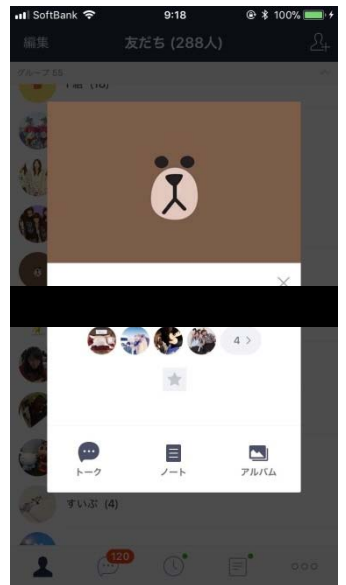 SoftBank 9:18 100%
編集 友だち (288人)
グループ 55
4 >
トーク ノート アルバム
すいぶ (4)
120